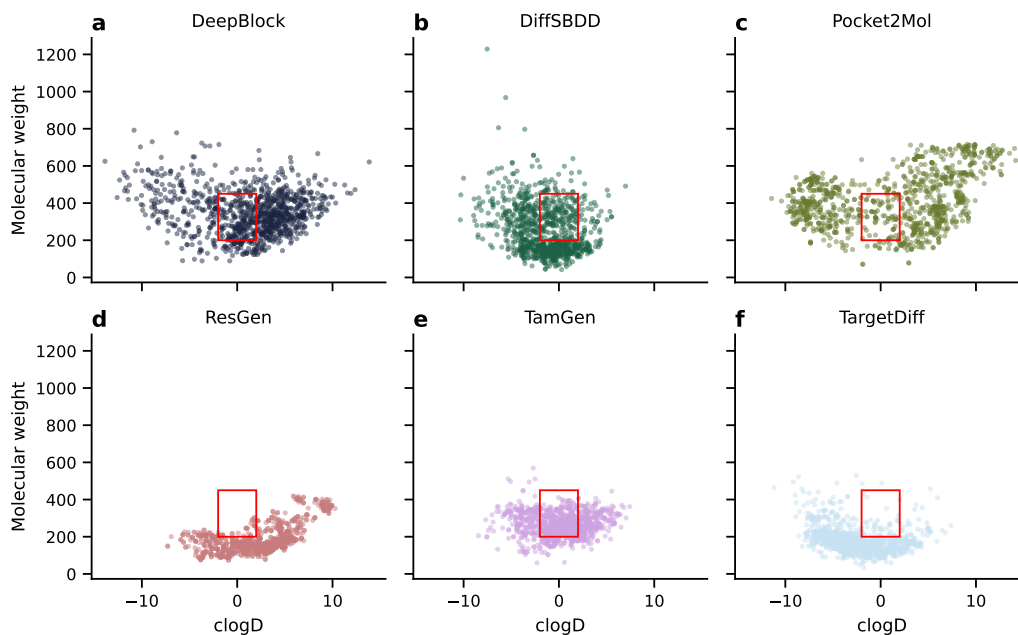 a DeepBlock
b DiffSBDD
c Pocket2Mol
Molecular weight
1200
1000
800
600
400
200
0
d ResGen
e TamGen
f TargetDiff
Molecular weight
1200
1000
800
600
400
200
0
−10 0 10
−10 0 10
−10 0 10
clogD
clogD
clogD